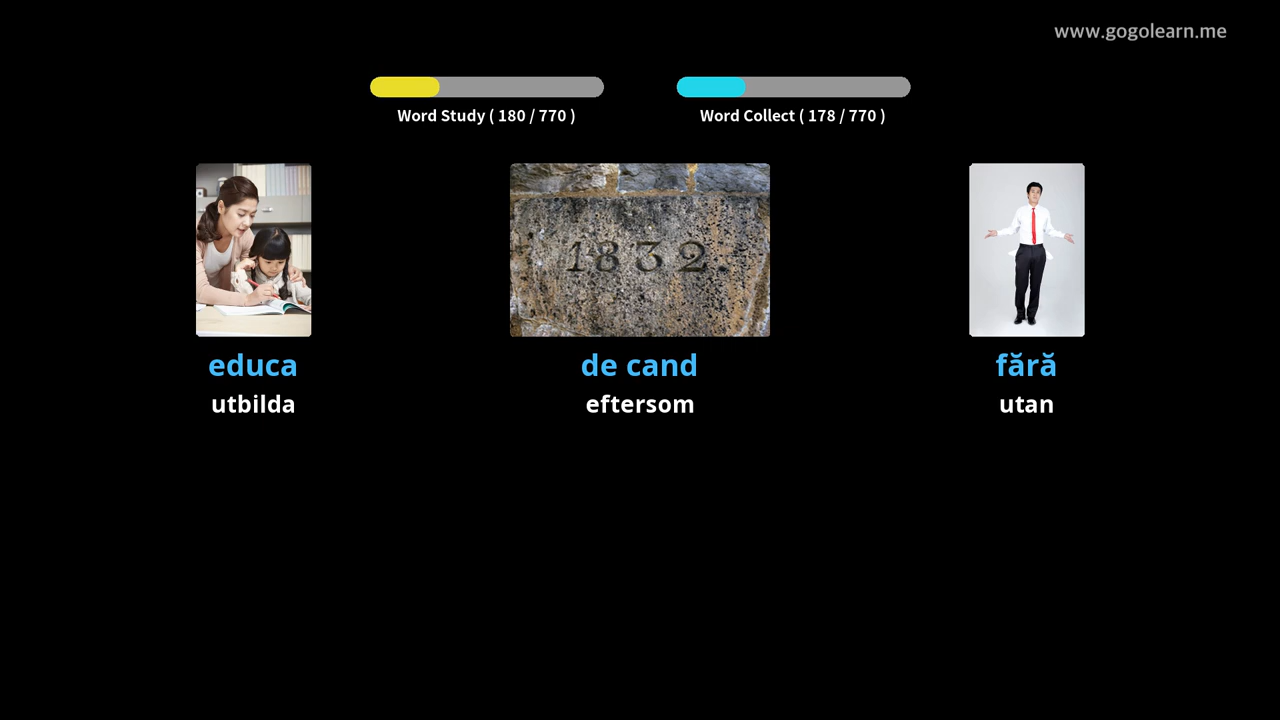 www.gogolearn.me
Word Study ( 180 / 770 )
Word Collect ( 178 / 770 )
1832.
educa
de cand
fără
utbilda
eftersom
utan